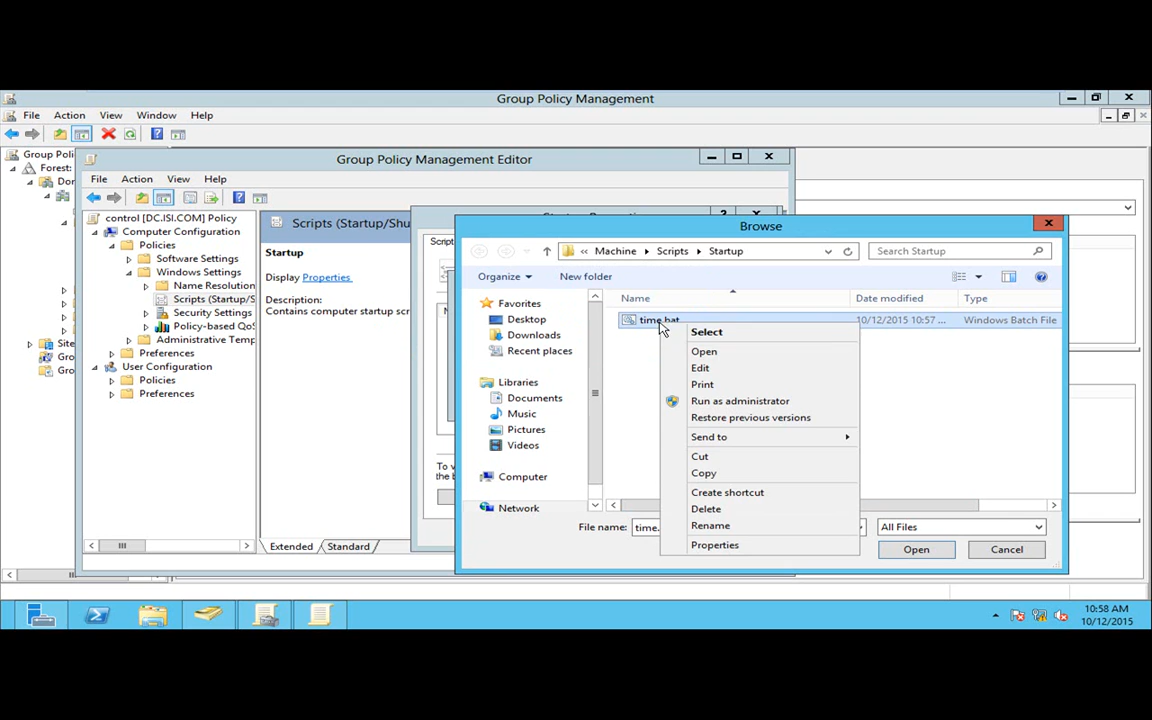 Group Policy Management
File Action View Window Help
Group Poli
Forest:
Dor
Site
Gro
Gro
Group Policy Management Editor
File Action View Help
control [DC.ISI.COM] Policy
Computer Configuration
Policies
Software Settings
Windows Settings
Name Resolution
Scripts (Startup/S
Security Settings
Policy-based QoS
Administrative Temp
Preferences
User Configuration
Policies
Preferences
Scripts (Startup/Shu
Startup
Display Properties.
Description:
Contains computer startup scr
Extended Standard
Script
To v
the b
Browse
Machine Scripts Startup
Search Startup
Organize New folder
Favorites
Desktop
Downloads
Recent places
Libraries
Documents
Music
Pictures
Videos
Computer
Network
Name Date modified Type
time.bat 10/12/2015 10:57 ... Windows Batch File
Select
Open
Edit
Print
Run as administrator
Restore previous versions
Send to
Cut
Copy
Create shortcut
Delete
Rename
Properties
File name: time. All Files
Open Cancel
10:58 AM
10/12/2015